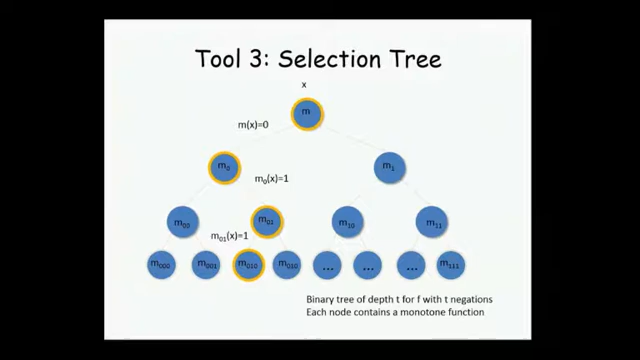 Tool 3: Selection Tree
x
m
m(x)=0
m0
m1
m0(x)=1
m00
m01
m10
m11
m01(x)=1
m000
m001
m010
m010
...
...
...
m111
Binary tree of depth t for f with t negations
Each node contains a monotone function